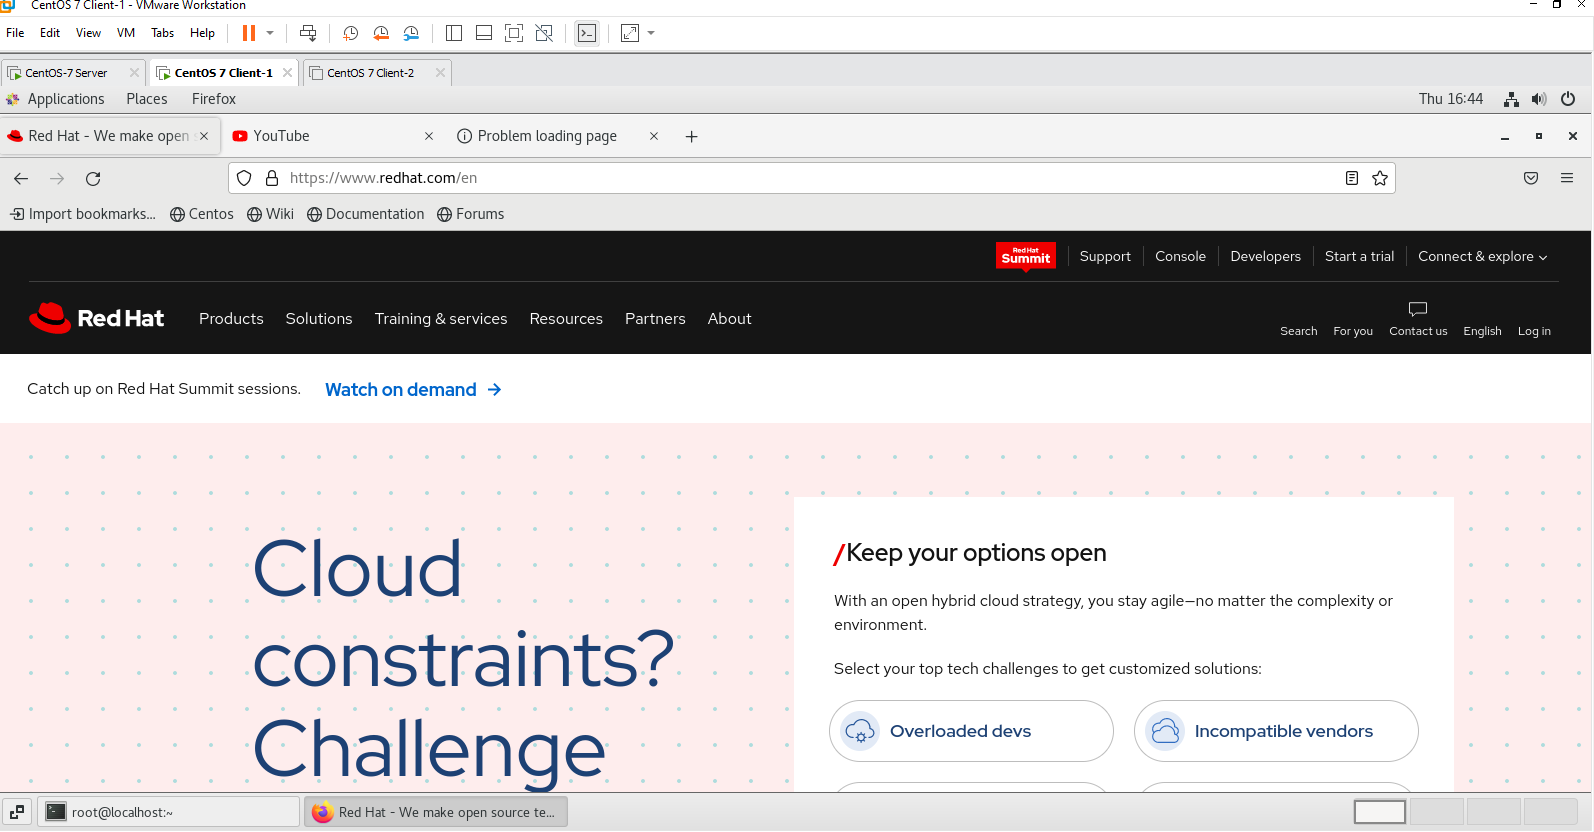 CentOS 7 Client-1 - VMware Workstation
File Edit View VM Tabs Help
CentOS-7 Server CentOS 7 Client-1 CentOS 7 Client-2
Applications Places Firefox Thu 16:44
Red Hat - We make open YouTube Problem loading page
https://www.redhat.com/en
Import bookmarks... Centos Wiki Documentation Forums
Red Hat
Summit Support Console Developers Start a trial Connect & explore
Red Hat Products Solutions Training & services Resources Partners About
Search For you Contact us English Log in
Catch up on Red Hat Summit sessions. Watch on demand →
Cloud
constraints?
Challenge
/Keep your options open
With an open hybrid cloud strategy, you stay agile—no matter the complexity or
environment.
Select your top tech challenges to get customized solutions:
Overloaded devs Incompatible vendors
root@localhost:~ Red Hat - We make open source te...